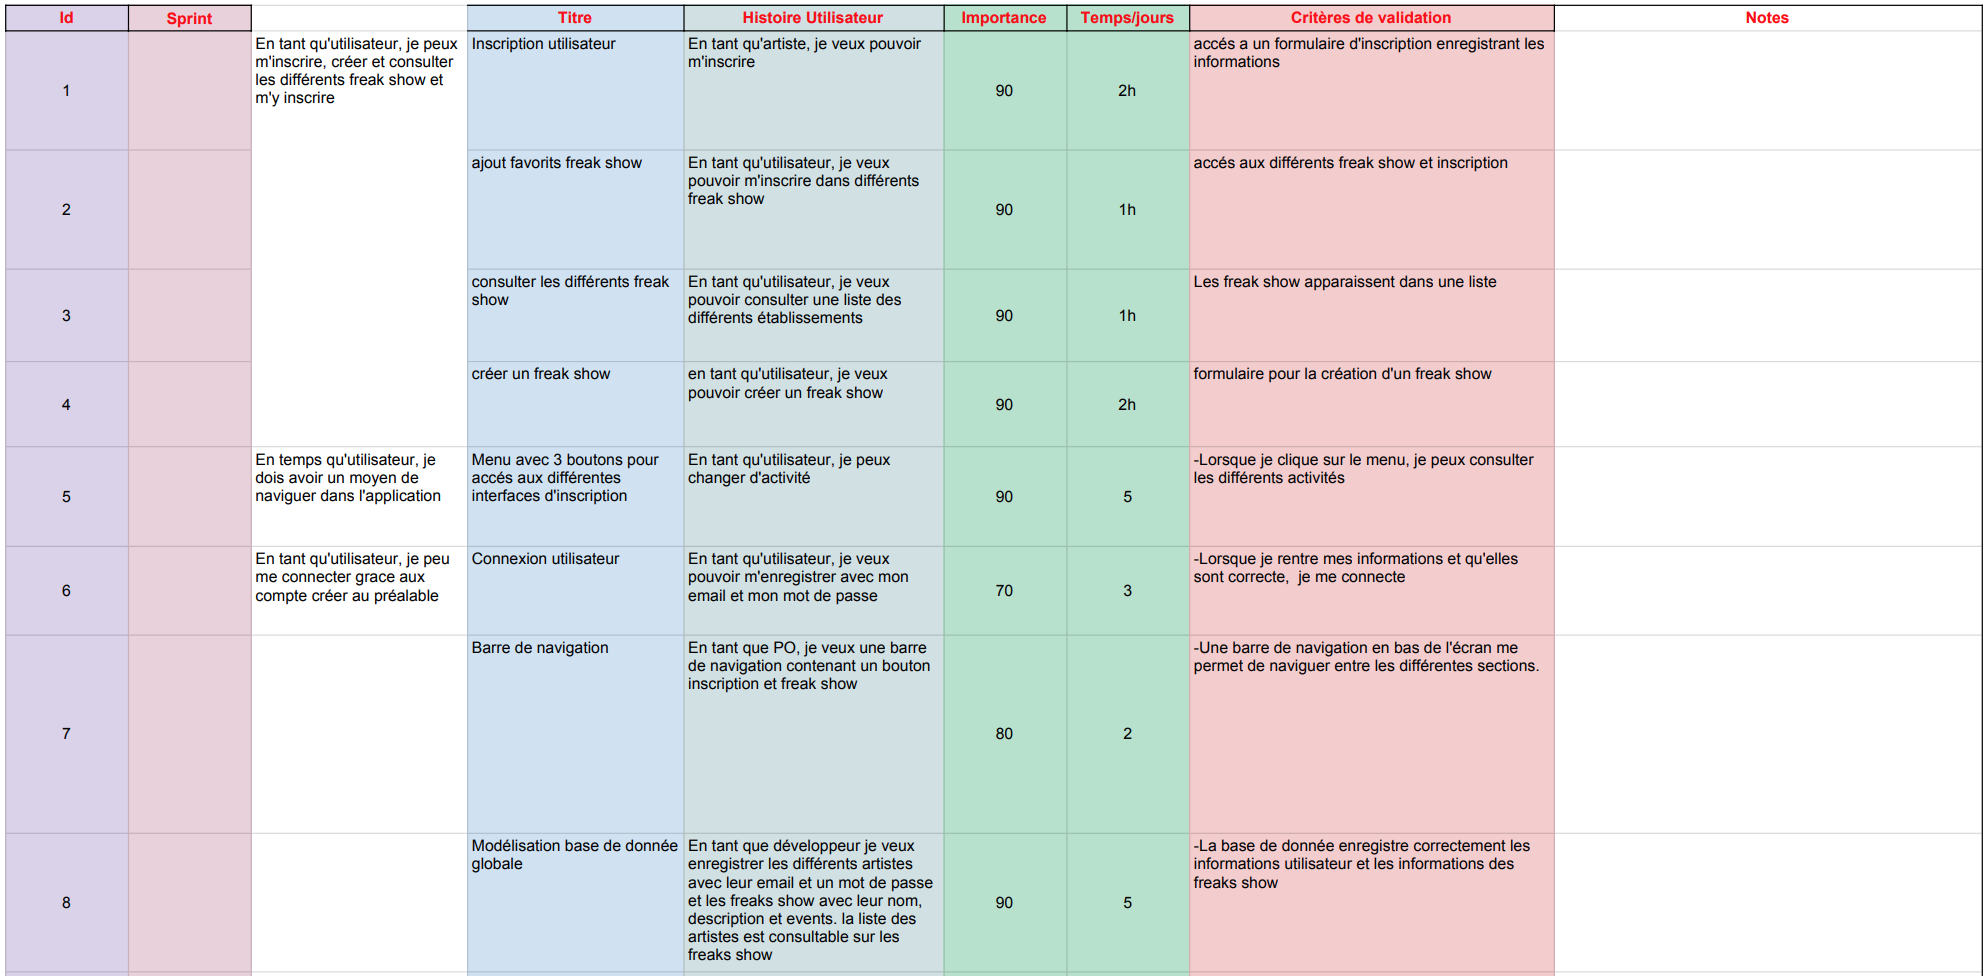 Id
Sprint
Titre
Histoire Utilisateur
Importance
Temps/jours
Critères de validation
Notes
1
En tant qu'utilisateur, je peux
m'inscrire, créer et consulter
les différents freak show et
m'y inscrire
Inscription utilisateur
En tant qu'artiste, je veux pouvoir
m'inscrire
90
2h
accés a un formulaire d'inscription enregistrant les
informations
2
ajout favorits freak show
En tant qu'utilisateur, je veux
pouvoir m'inscrire dans différents
freak show
90
1h
accés aux différents freak show et inscription
3
consulter les différents freak
show
En tant qu'utilisateur, je veux
pouvoir consulter une liste des
différents établissements
90
1h
Les freak show apparaissent dans une liste
4
créer un freak show
en tant qu'utilisateur, je veux
pouvoir créer un freak show
90
2h
formulaire pour la création d'un freak show
5
En temps qu'utilisateur, je
dois avoir un moyen de
naviguer dans l'application
Menu avec 3 boutons pour
accés aux différentes
interfaces d'inscription
En tant qu'utilisateur, je peux
changer d'activité
90
5
-Lorsque je clique sur le menu, je peux consulter
les différents activités
6
En tant qu'utilisateur, je peu
me connecter grace aux
compte créer au préalable
Connexion utilisateur
En tant qu'utilisateur, je veux
pouvoir m'enregistrer avec mon
email et mon mot de passe
70
3
-Lorsque je rentre mes informations et qu'elles
sont correcte,  je me connecte
7
Barre de navigation
En tant que PO, je veux une barre
de navigation contenant un bouton
inscription et freak show
80
2
-Une barre de navigation en bas de l'écran me
permet de naviguer entre les différentes sections.
8
Modélisation base de donnée
globale
En tant que développeur je veux
enregistrer les différents artistes
avec leur email et un mot de passe
et les freaks show avec leur nom,
description et events. la liste des
artistes est consultable sur les
freaks show
90
5
-La base de donnée enregistre correctement les
informations utilisateur et les informations des
freaks show